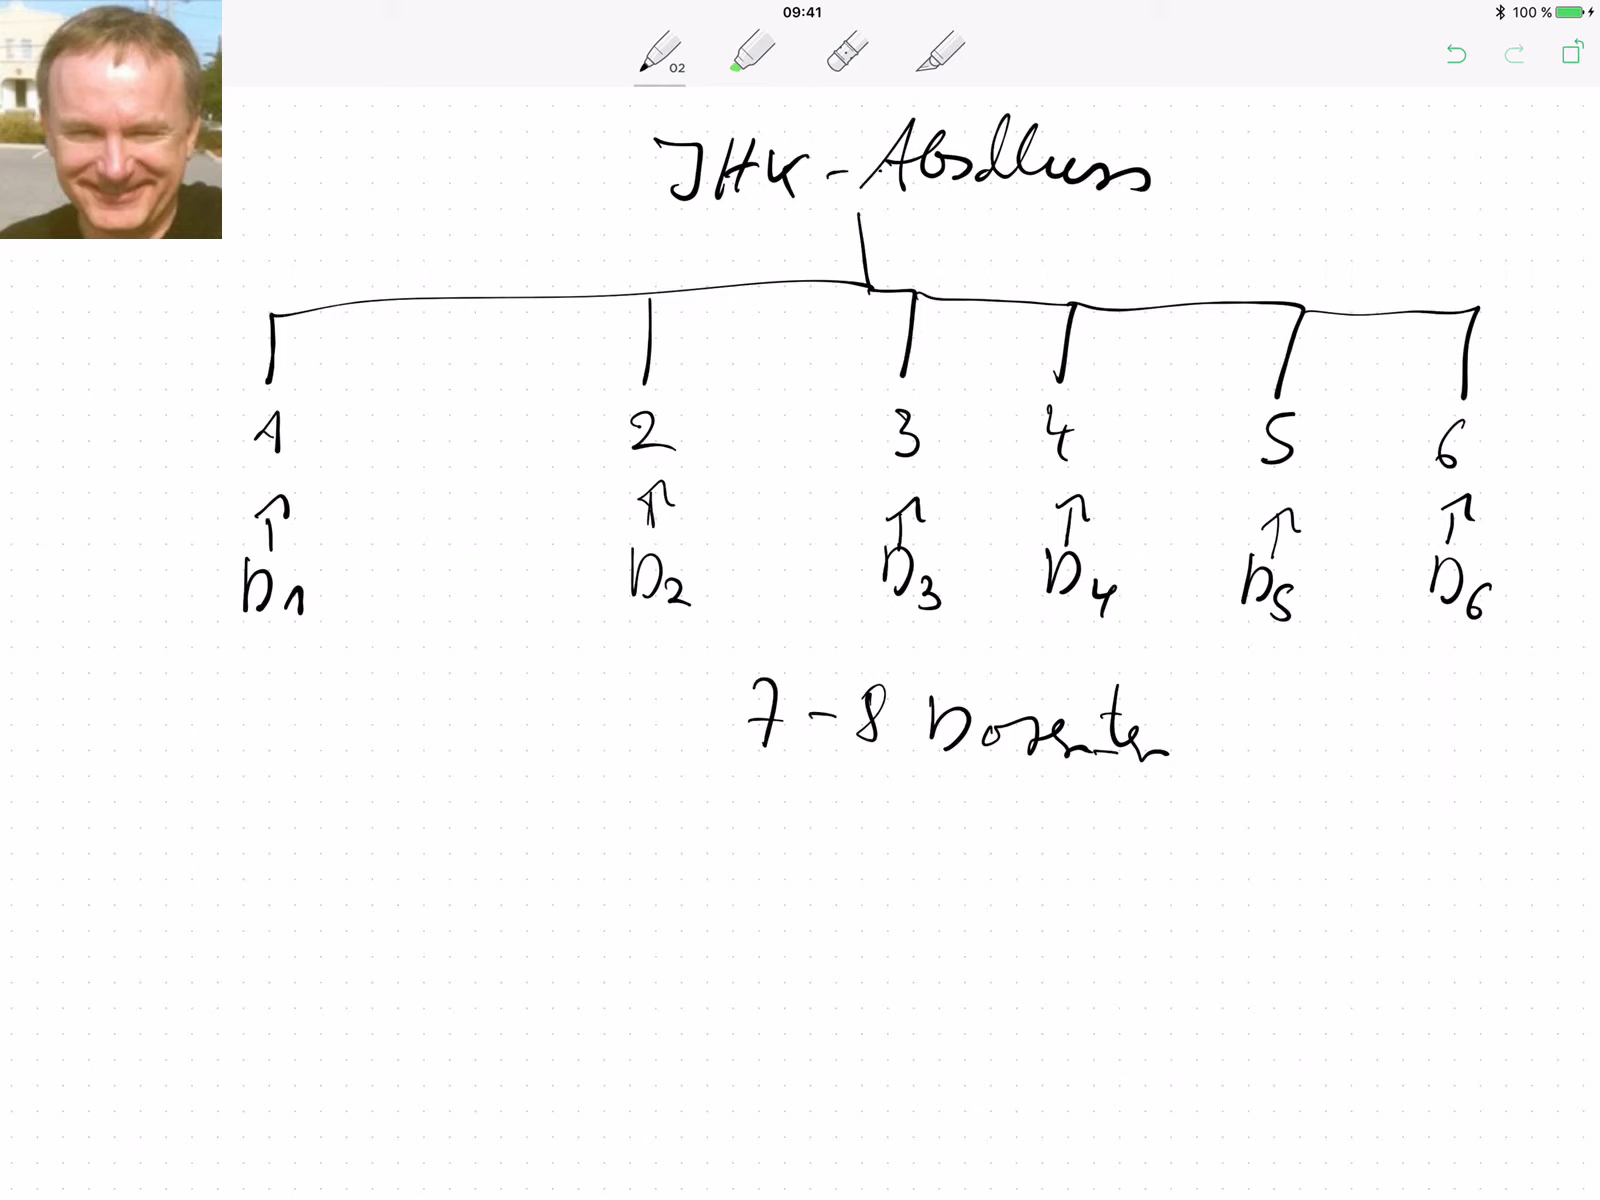 09:41
100 %
02
IHK - Abschluss
1 2 3 4 5 6
D1 D2 D3 D4 D5 D6
7 - 8 Dozenten